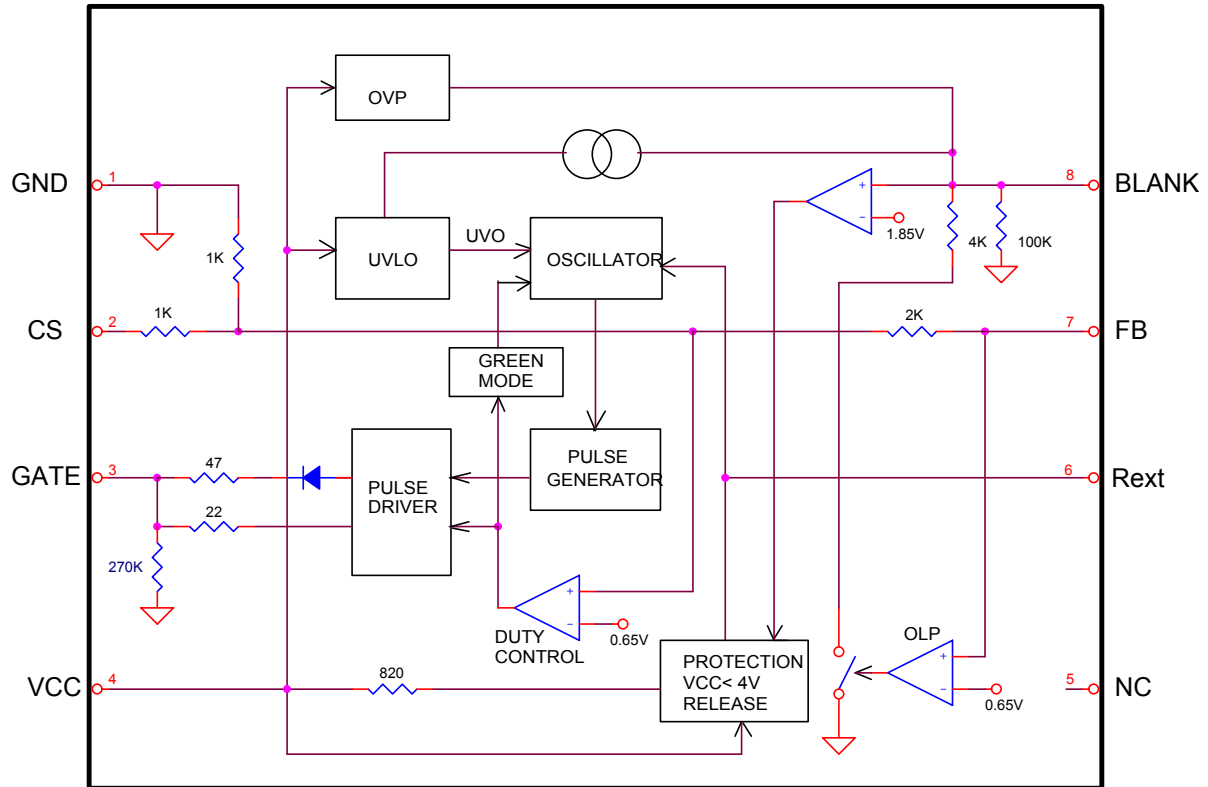 OVP
GND
1
8
BLANK
1.85V
4K
100K
1K
UVLO
UVO
OSCILLATOR
CS
2
1K
2K
7
FB
GREEN
MODE
GATE
3
47
PULSE
DRIVER
PULSE
GENERATOR
6
Rext
22
270K
DUTY
CONTROL
0.65V
OLP
PROTECTION
VCC< 4V
RELEASE
VCC
4
820
0.65V
5
NC
+
−
+
−
+
−